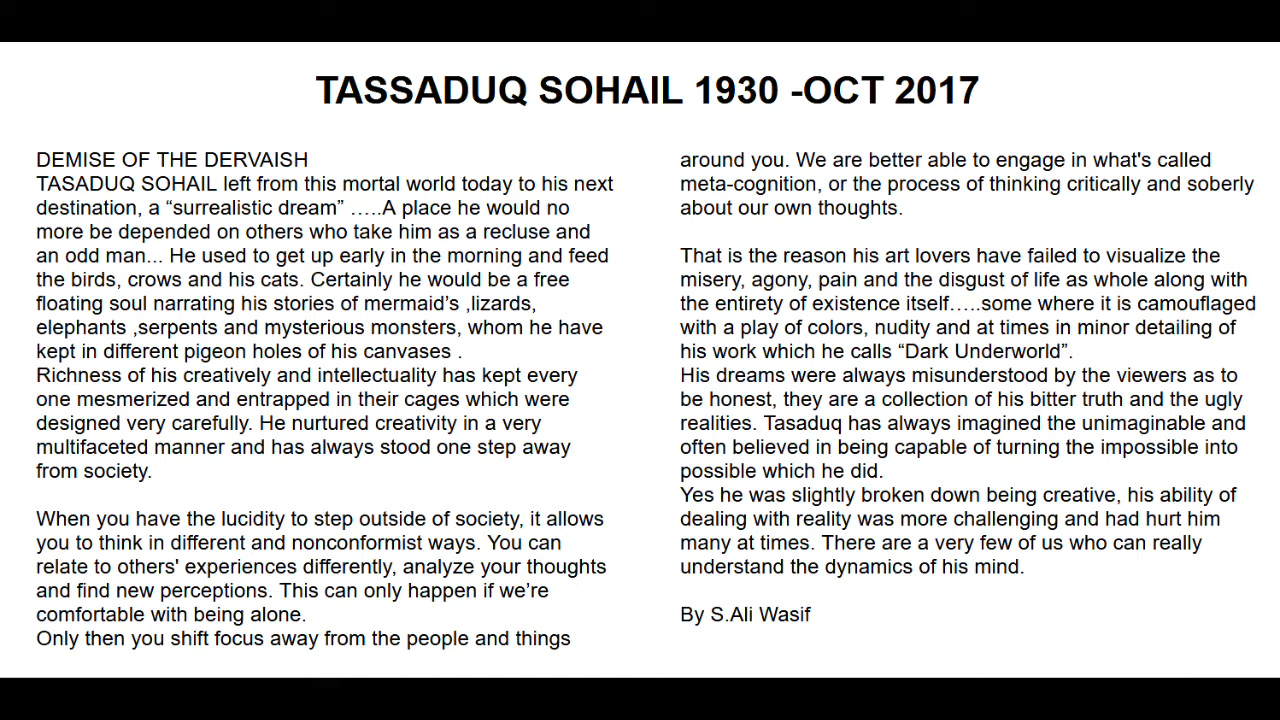 TASSADUQ SOHAIL 1930 -OCT 2017
DEMISE OF THE DERVAISH
TASADUQ SOHAIL left from this mortal world today to his next
destination, a “surrealistic dream” …..A place he would no
more be depended on others who take him as a recluse and
an odd man... He used to get up early in the morning and feed
the birds, crows and his cats. Certainly he would be a free
floating soul narrating his stories of mermaid’s ,lizards,
elephants ,serpents and mysterious monsters, whom he have
kept in different pigeon holes of his canvases .
Richness of his creatively and intellectuality has kept every
one mesmerized and entrapped in their cages which were
designed very carefully. He nurtured creativity in a very
multifaceted manner and has always stood one step away
from society.
When you have the lucidity to step outside of society, it allows
you to think in different and nonconformist ways. You can
relate to others' experiences differently, analyze your thoughts
and find new perceptions. This can only happen if we’re
comfortable with being alone.
Only then you shift focus away from the people and things
around you. We are better able to engage in what's called
meta-cognition, or the process of thinking critically and soberly
about our own thoughts.
That is the reason his art lovers have failed to visualize the
misery, agony, pain and the disgust of life as whole along with
the entirety of existence itself…..some where it is camouflaged
with a play of colors, nudity and at times in minor detailing of
his work which he calls “Dark Underworld”.
His dreams were always misunderstood by the viewers as to
be honest, they are a collection of his bitter truth and the ugly
realities. Tasaduq has always imagined the unimaginable and
often believed in being capable of turning the impossible into
possible which he did.
Yes he was slightly broken down being creative, his ability of
dealing with reality was more challenging and had hurt him
many at times. There are a very few of us who can really
understand the dynamics of his mind.
By S.Ali Wasif